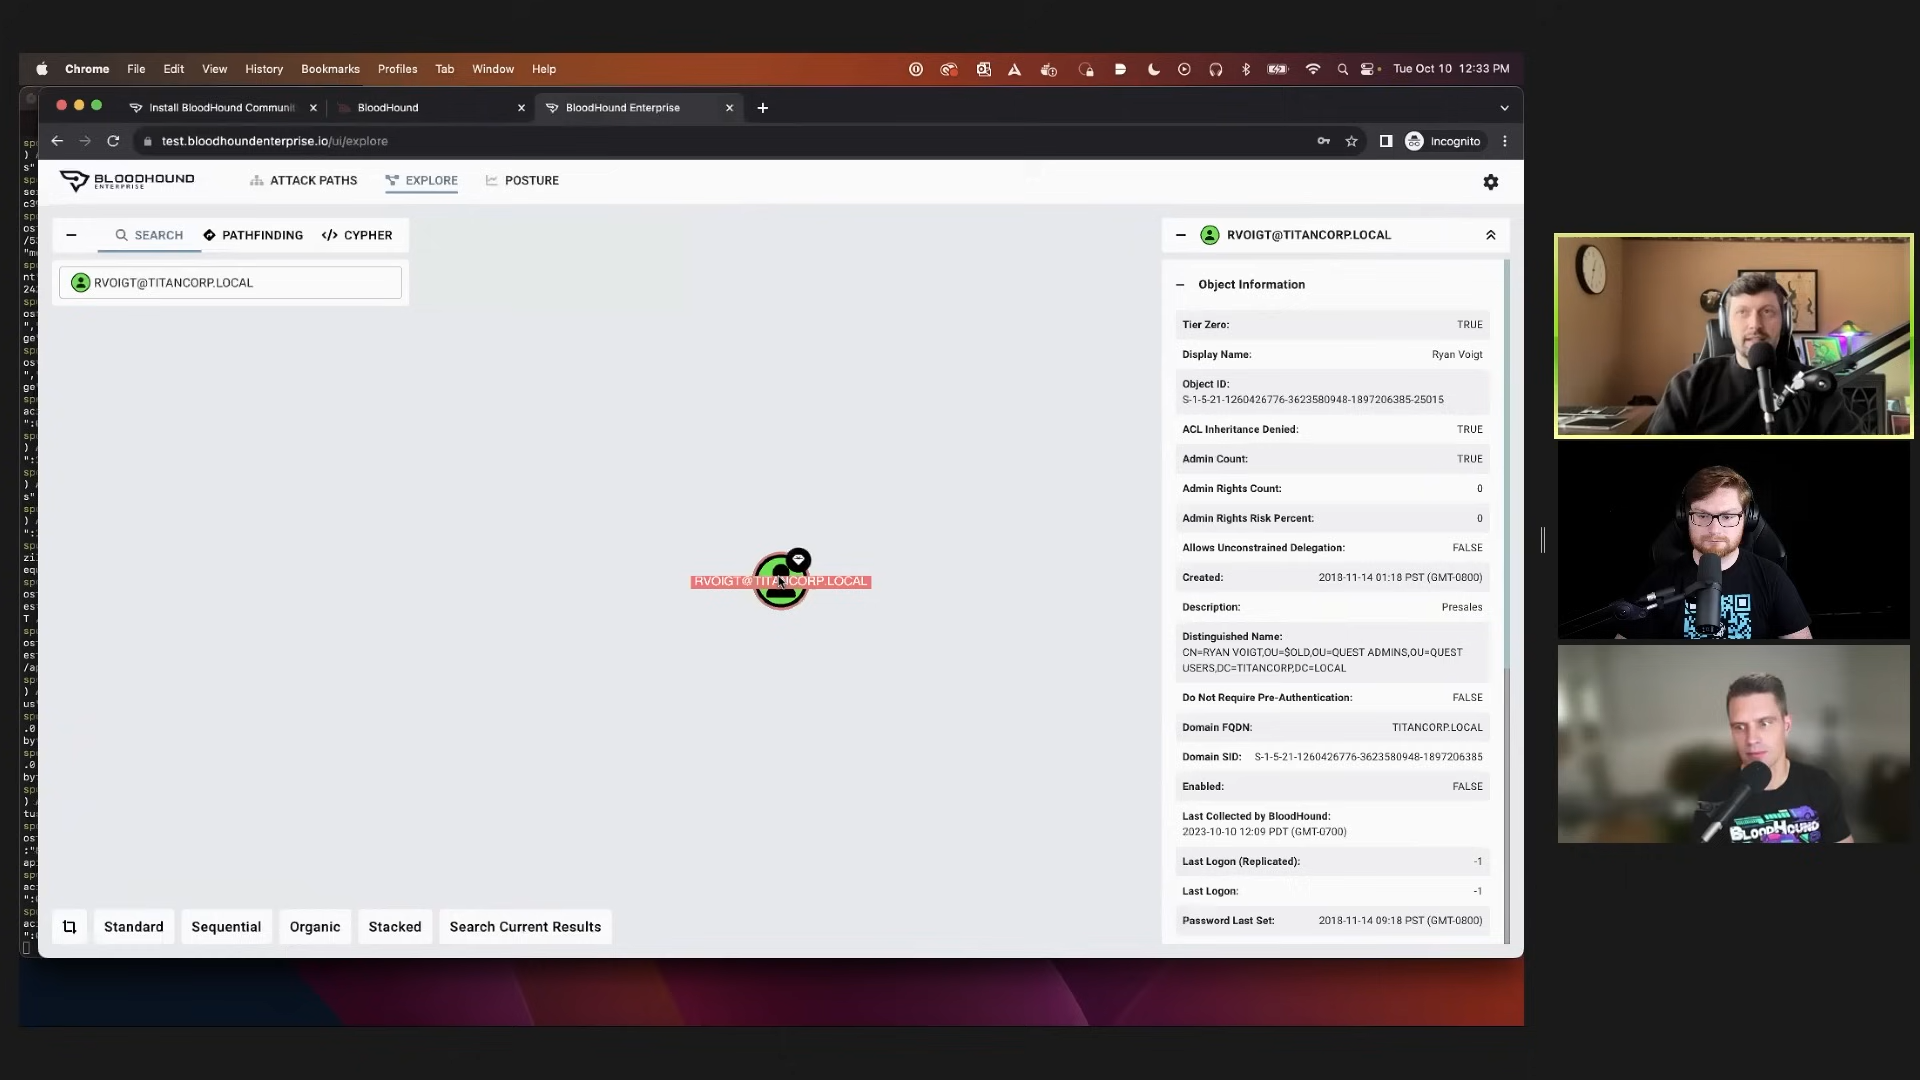 Chrome File Edit View History Bookmarks Profiles Tab Window Help
Tue Oct 10 12:33 PM
Install BloodHound Communi
BloodHound
BloodHound Enterprise
test.bloodhoundenterprise.io/ui/explore
Incognito
BLOODHOUND
ENTERPRISE
ATTACK PATHS
EXPLORE
POSTURE
SEARCH
PATHFINDING
CYPHER
RVOIGT@TITANCORP.LOCAL
RVOIGT@TITANCORP.LOCAL
RVOIGT@TITANCORP.LOCAL
Object Information
Tier Zero: TRUE
Display Name: Ryan Voigt
Object ID:
S-1-5-21-1260426776-3623580948-1897206385-25015
ACL Inheritance Denied: TRUE
Admin Count: TRUE
Admin Rights Count: 0
Admin Rights Risk Percent: 0
Allows Unconstrained Delegation: FALSE
Created: 2018-11-14 01:18 PST (GMT-0800)
Description: Presales
Distinguished Name:
CN=RYAN VOIGT,OU=$OLD,OU=QUEST ADMINS,OU=QUEST
USERS,DC=TITANCORP,DC=LOCAL
Do Not Require Pre-Authentication: FALSE
Domain FQDN: TITANCORP.LOCAL
Domain SID: S-1-5-21-1260426776-3623580948-1897206385
Enabled: FALSE
Last Collected by BloodHound:
2023-10-10 12:09 PDT (GMT-0700)
Last Logon (Replicated): -1
Last Logon: -1
Password Last Set: 2018-11-14 09:18 PST (GMT-0800)
Standard
Sequential
Organic
Stacked
Search Current Results
BLOODHOUND